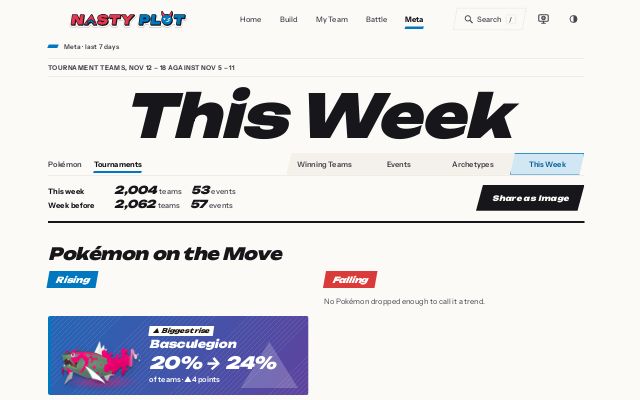 NASTY PLOT
Home Build My Team Battle Meta Search /
Meta · last 7 days
TOURNAMENT TEAMS, NOV 12 – 18 AGAINST NOV 5 – 11
This Week
Pokémon Tournaments Winning Teams Events Archetypes This Week
This week 2,004 teams 53 events
Week before 2,062 teams 57 events
Share as image
Pokémon on the Move
Rising
Falling
No Pokémon dropped enough to call it a trend.
▲ Biggest rise
Basculegion
20% → 24%
of teams · ▲4 points